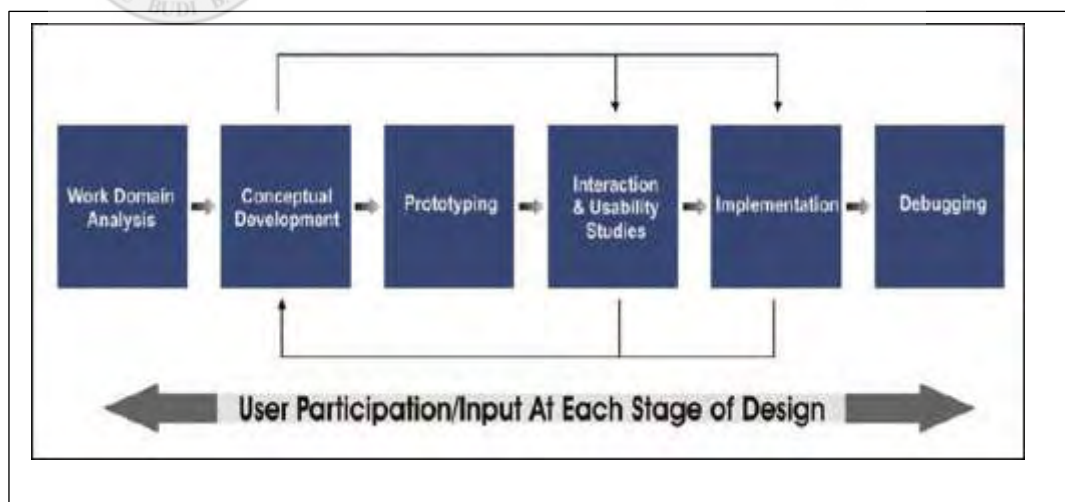 BUDI
Work Domain
Analysis
Conceptual
Development
Prototyping
Interaction
& Usability
Studies
Implementation
Debugging
User Participation/Input At Each Stage of Design